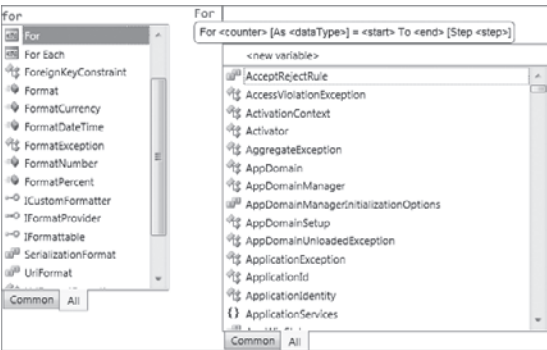 for
For
For Each
ForeignKeyConstraint
Format
FormatCurrency
FormatDateTime
FormatException
FormatNumber
FormatPercent
ICustomFormatter
IFormatProvider
IFormattable
SerializationFormat
UriFormat
Common All
For
For <counter> [As <dataType>] = <start> To <end> [Step <step>]
<new variable>
AcceptRejectRule
AccessViolationException
ActivationContext
Activator
AggregateException
AppDomain
AppDomainManager
AppDomainManagerInitializationOptions
AppDomainSetup
AppDomainUnloadedException
ApplicationException
ApplicationId
ApplicationIdentity
{} ApplicationServices
Common All